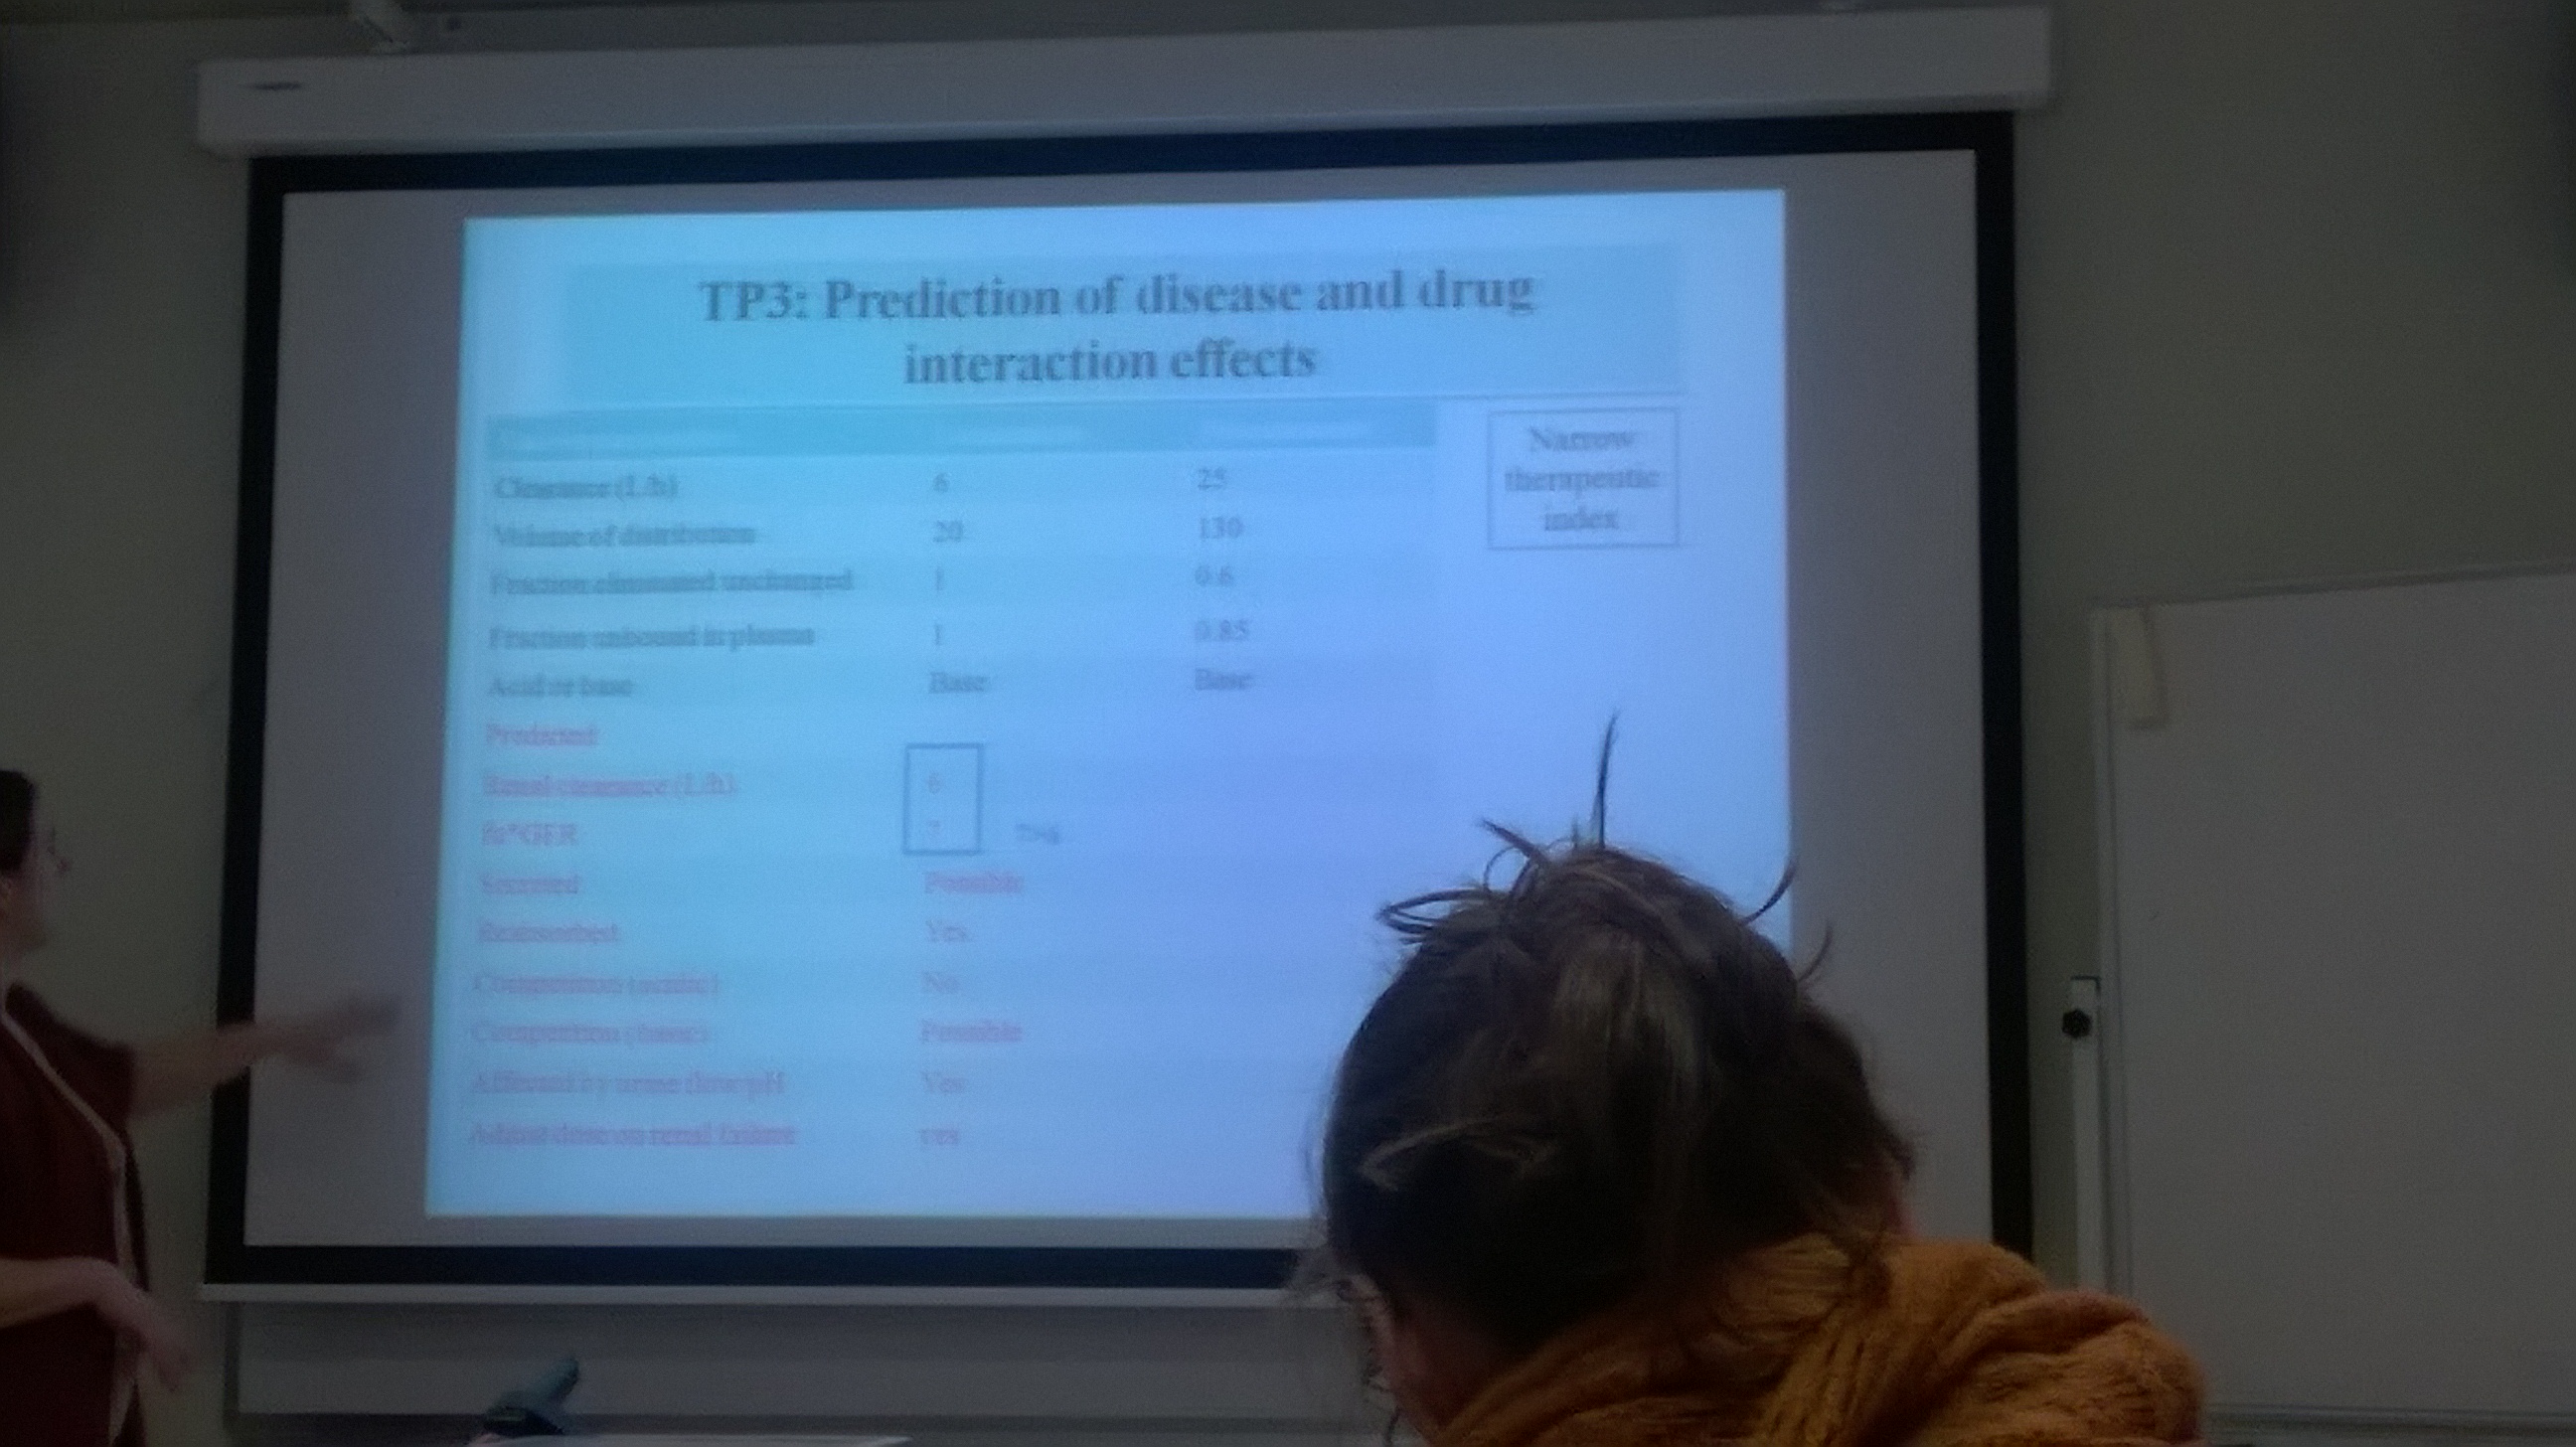 TP3: Prediction of disease and drug
interaction effects
Narrow
therapeutic
index
Clearance (L/h) 6 25
Volume of distribution 20 130
Fraction eliminated unchanged 1 0.6
Fraction unbound in plasma 1 0.85
Acid or base Base Base
Predicted:
Renal clearance (L/h) 6
fu*GFR 7
Secreted Possible
Reabsorbed Yes
Competition (acidic) No
Competition (basic) Possible
Affected by urine flow/pH Yes
Adjust dose on renal failure yes